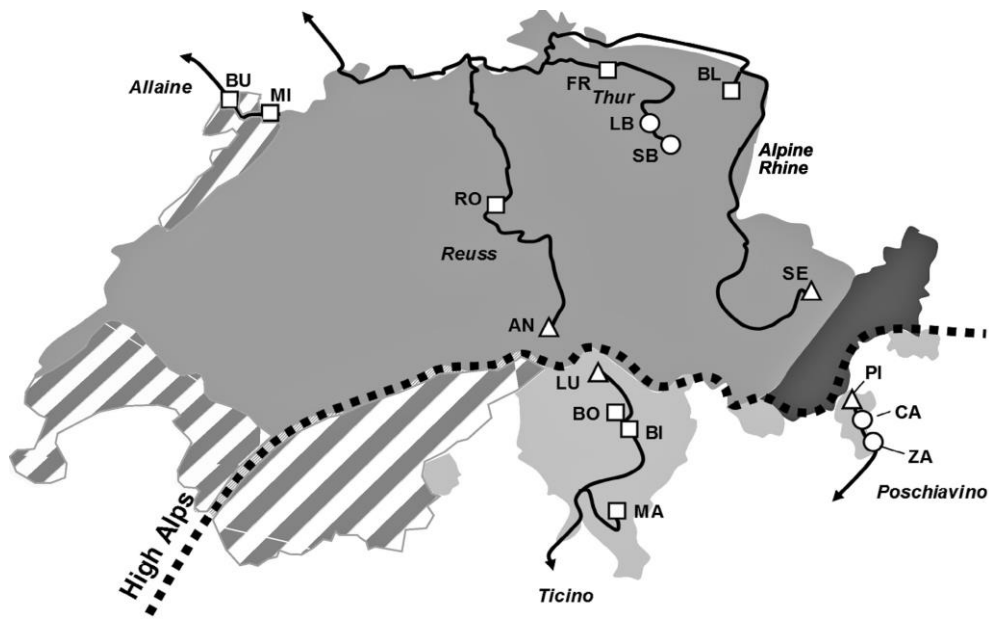 BU
Allaine
MI
FR
Thur
BL
LB
SB
Alpine
Rhine
RO
Reuss
SE
AN
LU
PI
BO
CA
BI
ZA
Poschiavino
MA
High Alps
Ticino